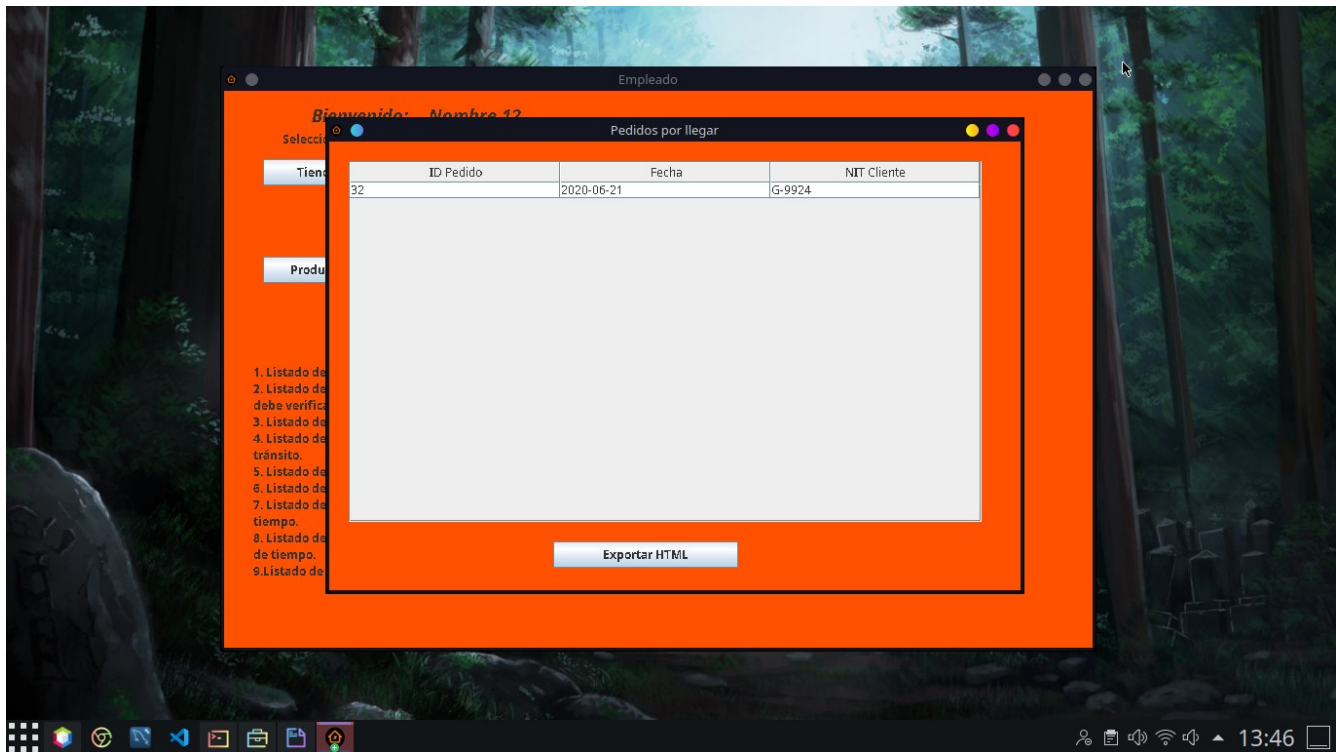 Empleado
Bienvenido: Nombre 12
Pedidos por llegar
ID Pedido Fecha NIT Cliente
32 2020-06-21 G-9924
1. Listado de
2. Listado de
debe
3. Listado de
4. Listado de
tránsito.
5. Listado de
6. Listado de
7. Listado de
tiempo.
8. Listado de
de tiempo.
9.Listado de
Exportar HTML
13:46